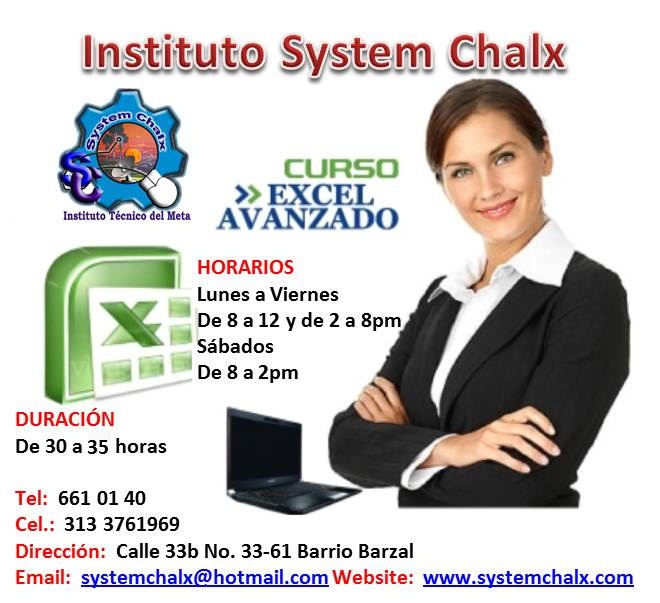 Instituto System Chalx
System Chalx
SC
Instituto Técnico del Meta
CURSO
>> EXCEL
AVANZADO
HORARIOS
Lunes a Viernes
De 8 a 12 y de 2 a 8pm
Sábados
De 8 a 2pm
DURACIÓN
De 30 a 35 horas
Tel: 661 01 40
Cel.: 313 3761969
Dirección: Calle 33b No. 33-61 Barrio Barzal
Email: systemchalx@hotmail.com Website: www.systemchalx.com